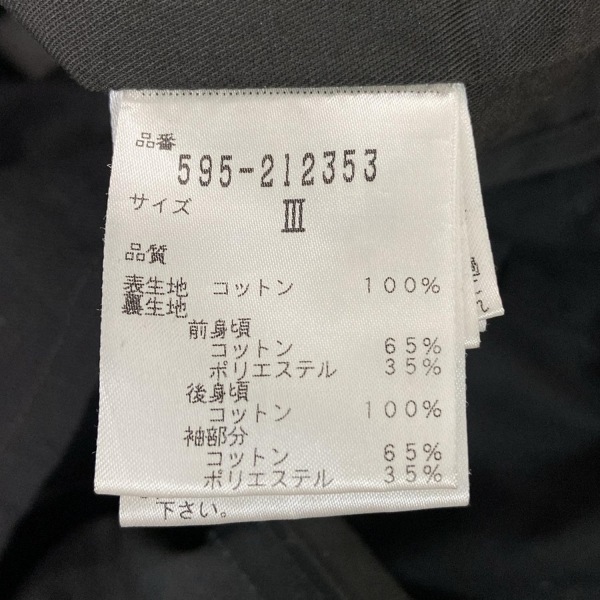 品番
595-212353
サイズ III
品質
表生地 コットン 100%
裏生地
前身頃
コットン 65%
ポリエステル 35%
後身頃
コットン 100%
袖部分
コットン 65%
ポリエステル 35%
下さい。